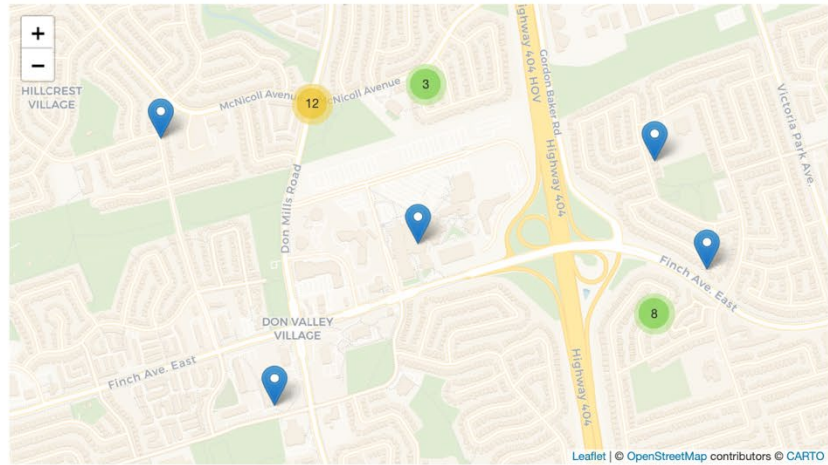 +
−
HILLCREST
VILLAGE
McNicoll Avenue
12
McNicoll Avenue
3
Highway 404 HOV
Gordon Baker Rd
Highway 404
Victoria Park Ave.
Don Mills Road
Finch Ave. East
8
DON VALLEY
VILLAGE
Finch Ave. East
Highway 404
Leaflet | © OpenStreetMap contributors © CARTO